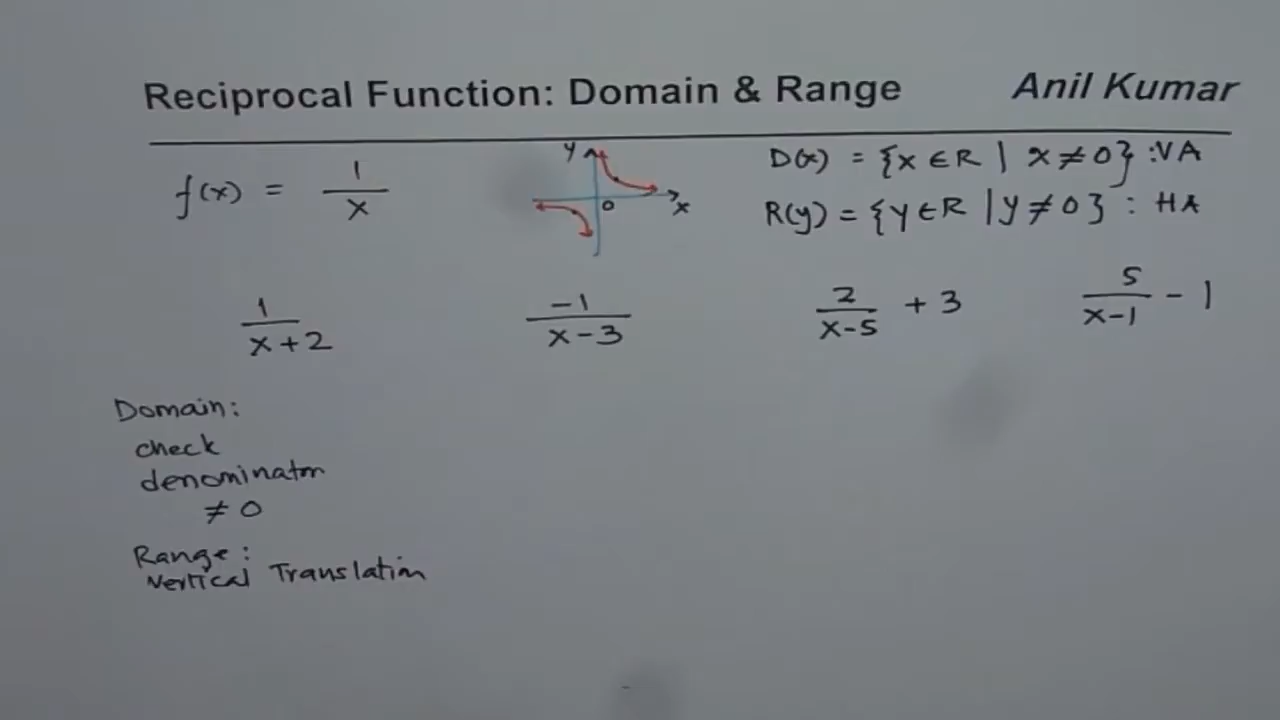 Reciprocal Function: Domain & Range Anil Kumar
f(x) = 1/x
y
x
0
D(x) = {x ∈ R | x ≠ 0} : VA
R(y) = {y ∈ R | y ≠ 0} : HA
1/(x+2) -1/(x-3) 2/(x-5) + 3 5/(x-1) - 1
Domain:
check
denominator
≠ 0
Range:
Vertical Translation